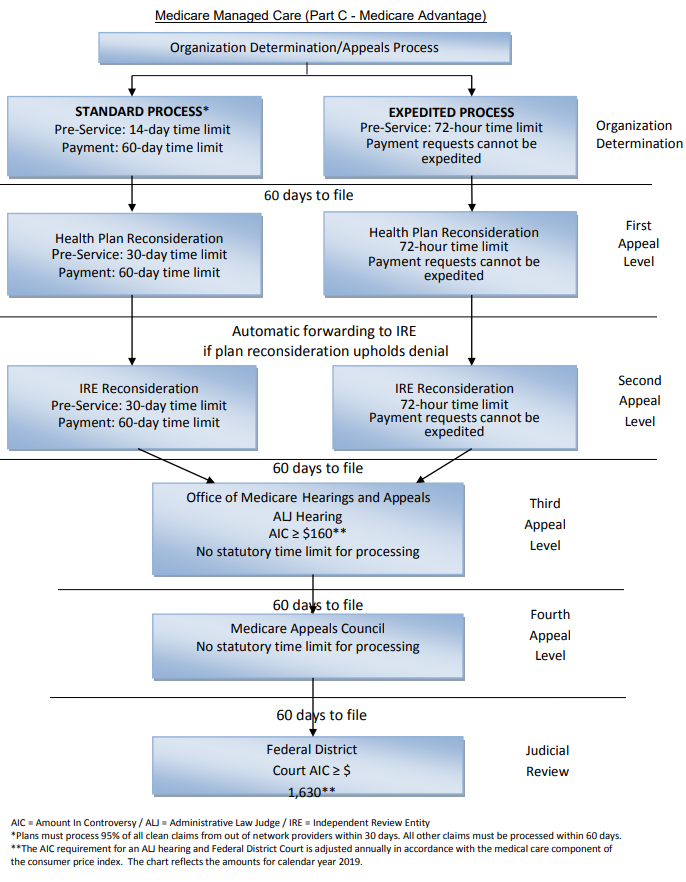 Medicare Managed Care (Part C - Medicare Advantage)
Organization Determination/Appeals Process
STANDARD PROCESS*
Pre-Service: 14-day time limit
Payment: 60-day time limit
EXPEDITED PROCESS
Pre-Service: 72-hour time limit
Payment requests cannot be
expedited
Organization
Determination
60 days to file
Health Plan Reconsideration
Pre-Service: 30-day time limit
Payment: 60-day time limit
Health Plan Reconsideration
72-hour time limit
Payment requests cannot be
expedited
First
Appeal
Level
Automatic forwarding to IRE
if plan reconsideration upholds denial
IRE Reconsideration
Pre-Service: 30-day time limit
Payment: 60-day time limit
IRE Reconsideration
72-hour time limit
Payment requests cannot be
expedited
Second
Appeal
Level
60 days to file
Office of Medicare Hearings and Appeals
ALJ Hearing
AIC ≥ $160**
No statutory time limit for processing
Third
Appeal
Level
60 days to file
Medicare Appeals Council
No statutory time limit for processing
Fourth
Appeal
Level
60 days to file
Federal District
Court AIC ≥ $
1,630**
Judicial
Review
AIC = Amount In Controversy / ALJ = Administrative Law Judge / IRE = Independent Review Entity
*Plans must process 95% of all clean claims from out of network providers within 30 days. All other claims must be processed within 60 days.
**The AIC requirement for an ALJ hearing and Federal District Court is adjusted annually in accordance with the medical care component of
the consumer price index. The chart reflects the amounts for calendar year 2019.